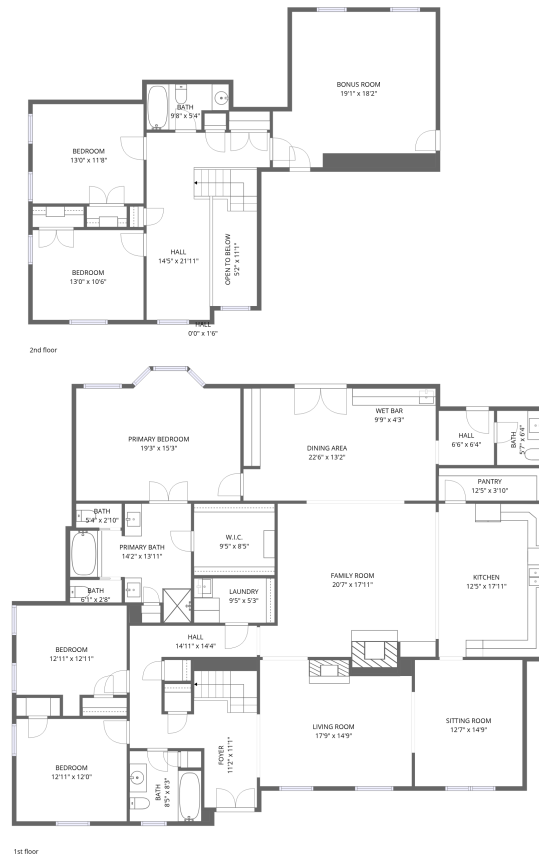 BONUS ROOM
19'1" x 18'2"
BATH
9'8" x 5'4"
BEDROOM
13'0" x 11'8"
HALL
14'5" x 21'11"
OPEN TO BELOW
5'2" x 11'1"
BEDROOM
13'0" x 10'6"
HALL
0'0" x 1'6"
2nd floor
WET BAR
9'9" x 4'3"
PRIMARY BEDROOM
19'3" x 15'3"
DINING AREA
22'6" x 13'2"
HALL
6'6" x 6'4"
BATH
5'7" x 6'4"
PANTRY
12'5" x 3'10"
BATH
5'4" x 2'10"
PRIMARY BATH
14'2" x 13'11"
W.I.C.
9'5" x 8'5"
FAMILY ROOM
20'7" x 17'11"
KITCHEN
12'5" x 17'11"
BATH
6'1" x 2'8"
LAUNDRY
9'5" x 5'3"
HALL
14'11" x 14'4"
BEDROOM
12'11" x 12'11"
LIVING ROOM
17'9" x 14'9"
SITTING ROOM
12'7" x 14'9"
FOYER
11'2" x 11'1"
BEDROOM
12'11" x 12'0"
BATH
8'5" x 8'3"
1st floor